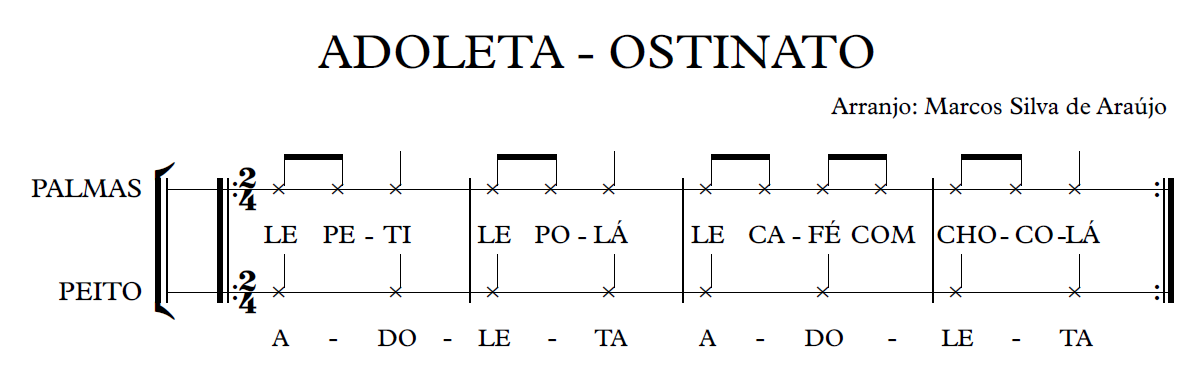 ADOLETA - OSTINATO
Arranjo: Marcos Silva de Araújo
PALMAS 2 4
LE PE - TI LE PO - LÁ LE CA - FÉ COM CHO - CO - LÁ
PEITO 2 4
A - DO - LE - TA A - DO - LE - TA